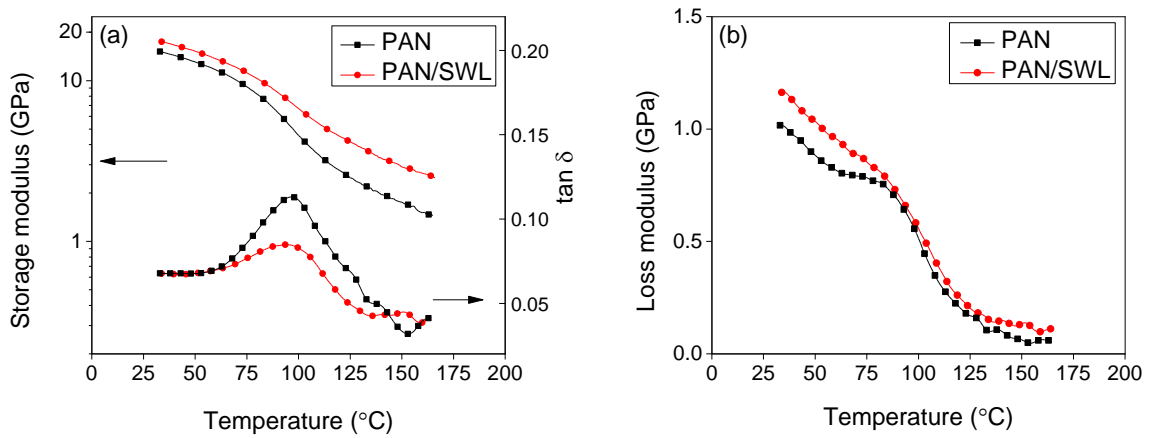 (a)
PAN
PAN/SWL
20
10
1
Storage modulus (GPa)
0.20
0.15
0.10
0.05
tan δ
0 25 50 75 100 125 150 175 200
Temperature (°C)
(b)
PAN
PAN/SWL
1.5
1.0
0.5
0.0
Loss modulus (GPa)
0 25 50 75 100 125 150 175 200
Temperature (°C)